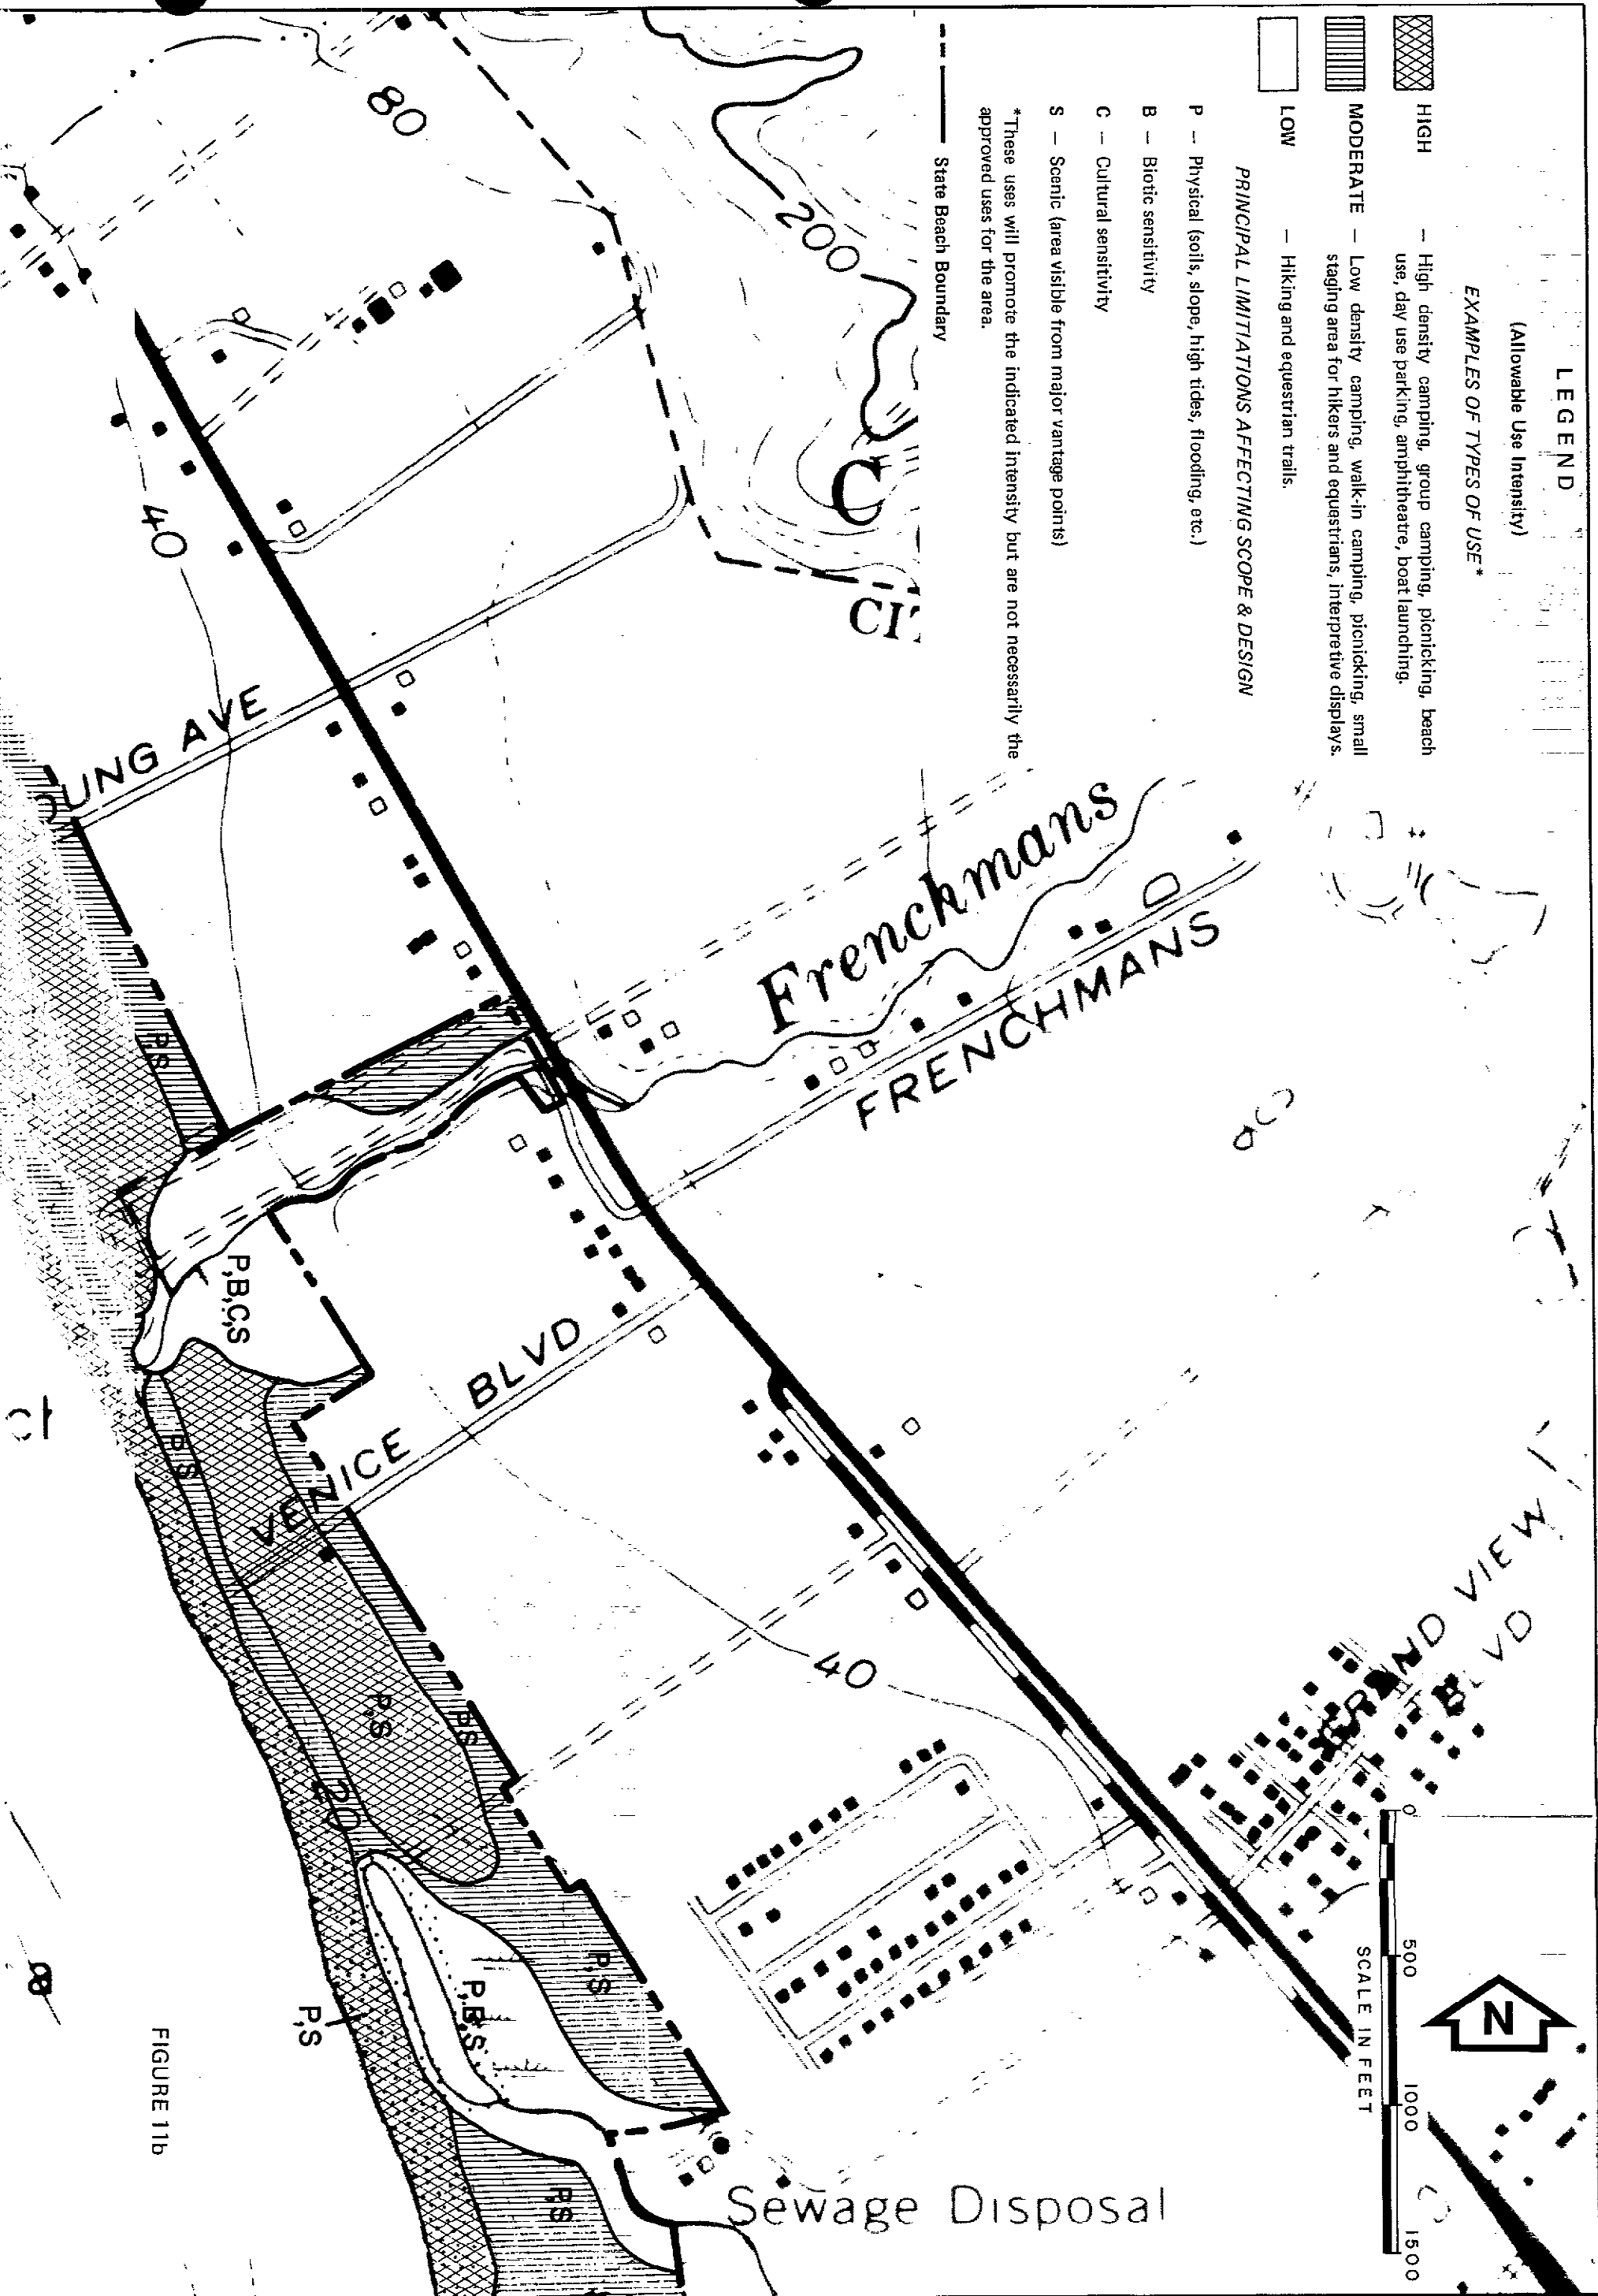 LEGEND
(Allowable Use Intensity)
EXAMPLES OF TYPES OF USE*
HIGH — High density camping, group camping, picnicking, beach
use, day use parking, amphitheatre, boat launching.
MODERATE — Low density camping, walk-in camping, picnicking, small
staging area for hikers and equestrians, interpretive displays.
LOW — Hiking and equestrian trails.
PRINCIPAL LIMITIATIONS AFFECTING SCOPE & DESIGN
P — Physical (soils, slope, high tides, flooding, etc.)
B — Biotic sensitivity
C — Cultural sensitivity
S — Scenic (area visible from major vantage points)
*These uses will promote the indicated intensity but are not necessarily the
approved uses for the area.
State Beach Boundary
80
200
C
CI
40
OUNG AVE
Frenchmans
FRENCHMANS
P,S
P,B,C,S
VENICE BLVD
P,S
P,S
P,S
20
40
GRAND VIEW
BLVD
P,S
P,B,S
P,S
P,S
Sewage Disposal
0 500 1000 1500
SCALE IN FEET
N
8
FIGURE 11b